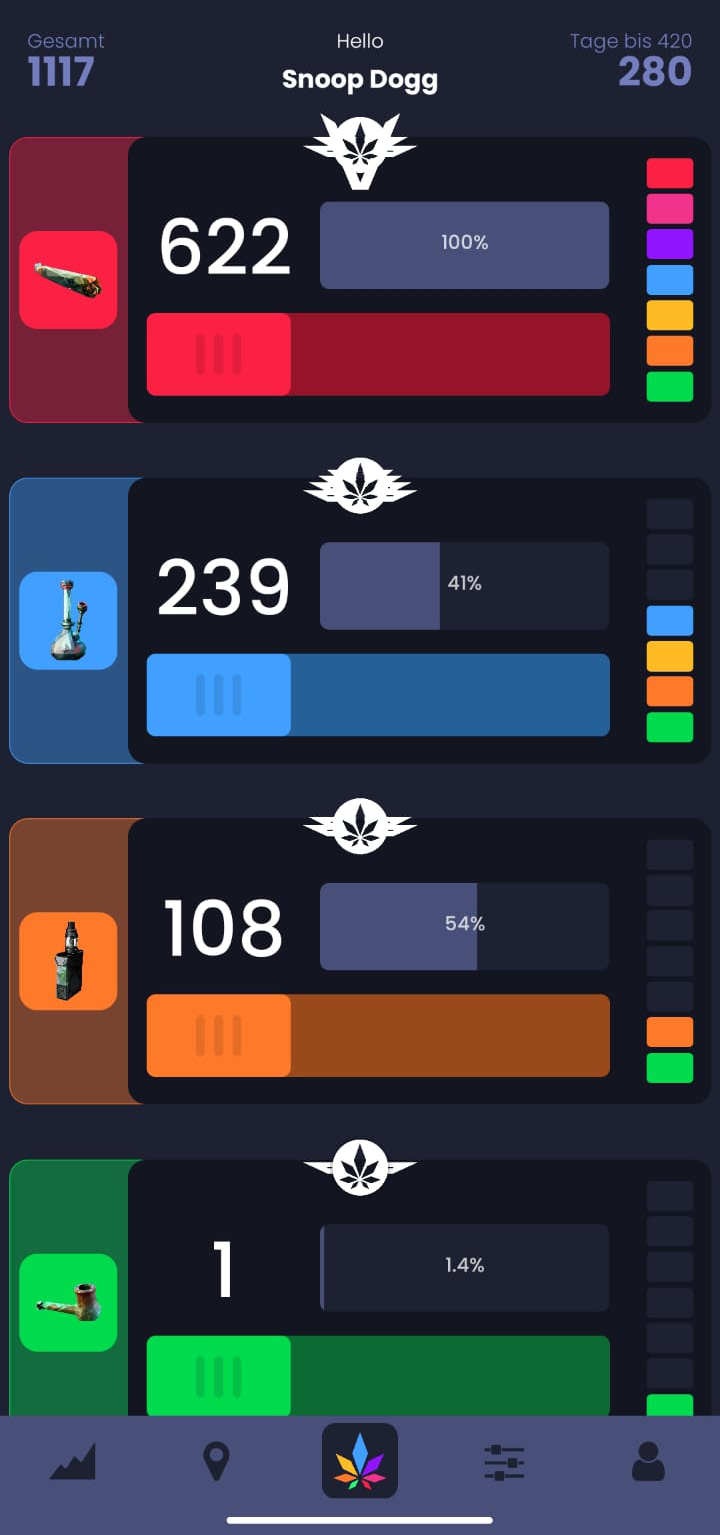 Gesamt
1117
Hello
Snoop Dogg
Tage bis 420
280
622
100%
239
41%
108
54%
1
1.4%